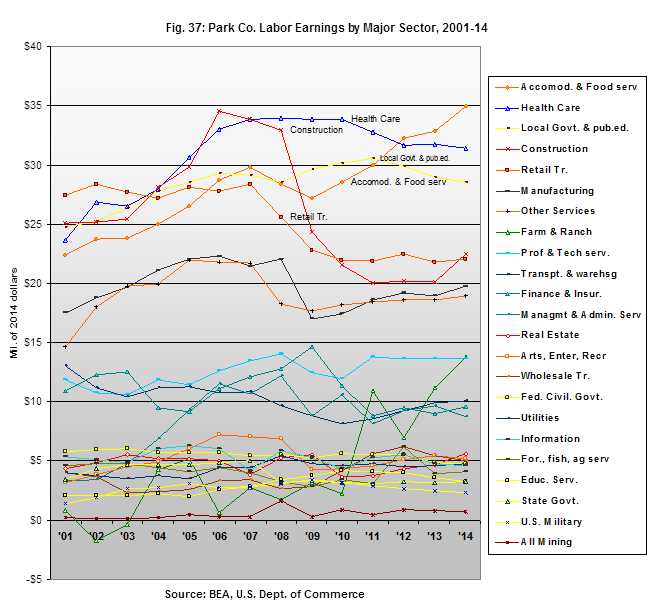 Fig. 37: Park Co. Labor Earnings by Major Sector, 2001-14
$40
$35
$30
$25
$20
$15
$10
$5
$0
-$5
Mil. of 2014 dollars
Health Care
Construction
Local Govt. & pub.ed.
Accomod. & Food serv
Retail Tr.
'01 '02 '03 '04 '05 '06 '07 '08 '09 '10 '11 '12 '13 '14
Accomod. & Food serv
Health Care
Local Govt. & pub.ed.
Construction
Retail Tr.
Manufacturing
Other Services
Farm & Ranch
Prof & Tech serv.
Transpt. & warehsg
Finance & Insur.
Managmt & Admin. Serv
Real Estate
Arts, Enter, Recr
Wholesale Tr.
Fed. Civil. Govt.
Utilities
Information
For., fish, ag serv
Educ. Serv.
State Govt.
U.S. Military
All Mining
Source: BEA, U.S. Dept. of Commerce